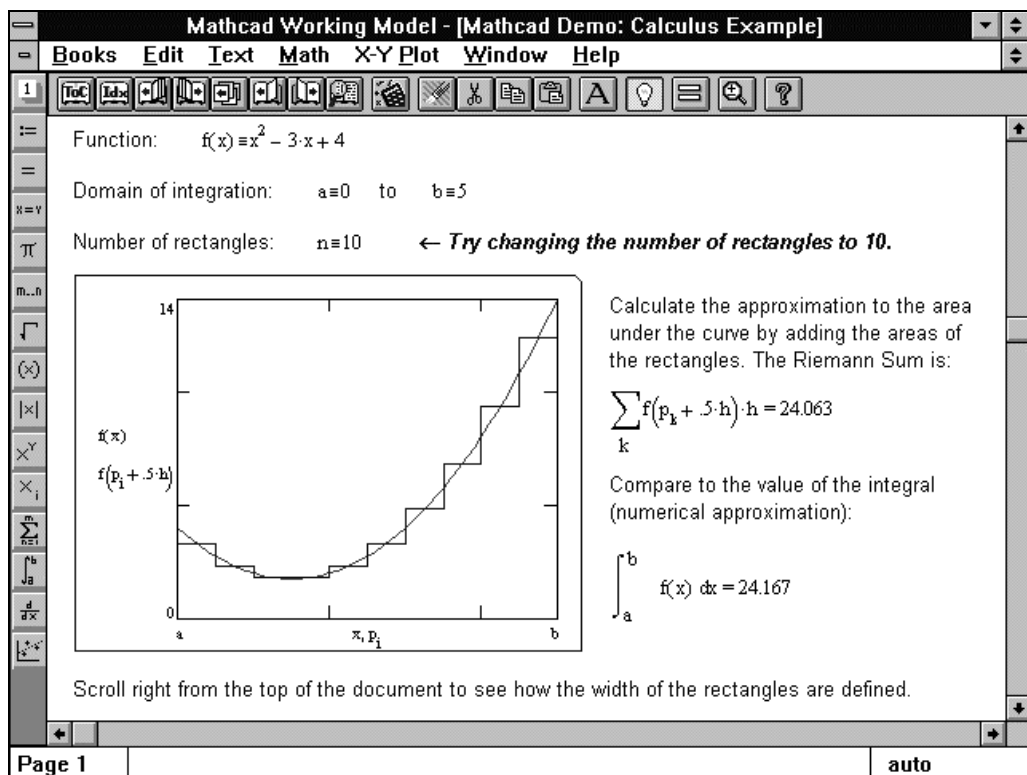 Mathcad Working Model - [Mathcad Demo: Calculus Example]
Books Edit Text Math X-Y Plot Window Help
1 ToC Idx A ?
:=
=
x=y
π
m..n
√
(×)
|×|
×ʸ
×ᵢ
m Σ n=1
∫ b a
d/dx
Function: f(x)≡x² − 3·x + 4
Domain of integration: a≡0 to b≡5
Number of rectangles: n≡10 ← Try changing the number of rectangles to 10.
14
f(x)
f(pᵢ + .5·h)
0
a x, pᵢ b
Calculate the approximation to the area
under the curve by adding the areas of
the rectangles. The Riemann Sum is:
∑ f(pₖ + .5·h)·h = 24.063
k
Compare to the value of the integral
(numerical approximation):
b
∫ f(x) dx = 24.167
a
Scroll right from the top of the document to see how the width of the rectangles are defined.
Page 1 auto